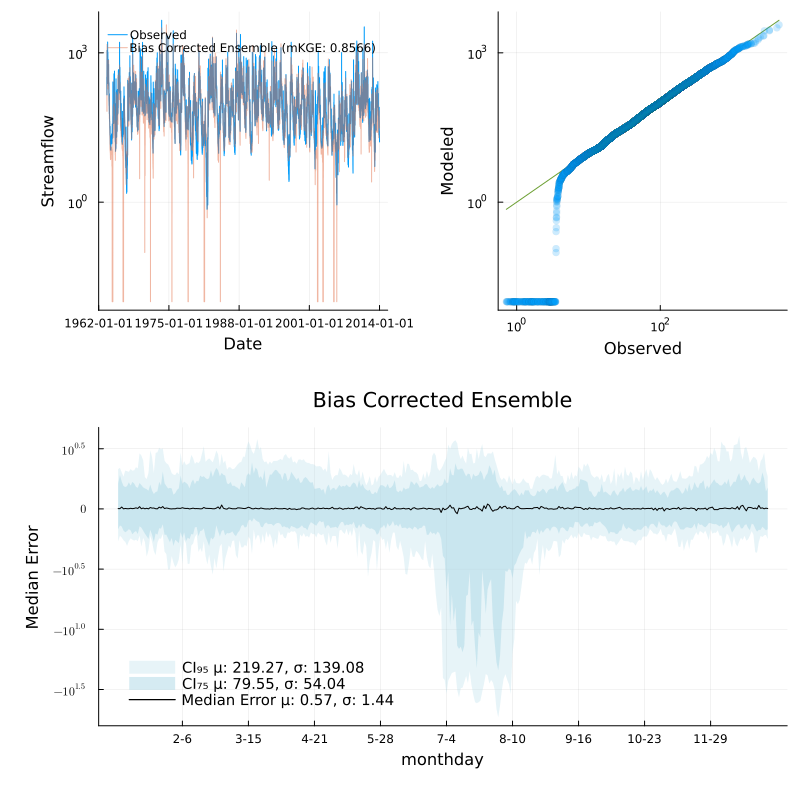 Observed
Bias Corrected Ensemble (mKGE: 0.8566)
10³
10⁰
Streamflow
1962-01-01 1975-01-01 1988-01-01 2001-01-01 2014-01-01
Date
10³
10⁰
Modeled
10⁰ 10²
Observed
Bias Corrected Ensemble
10^0.5
0
−10^0.5
−10^1.0
−10^1.5
Median Error
CI₉₅ μ: 219.27, σ: 139.08
CI₇₅ μ: 79.55, σ: 54.04
Median Error μ: 0.57, σ: 1.44
2-6 3-15 4-21 5-28 7-4 8-10 9-16 10-23 11-29
monthday